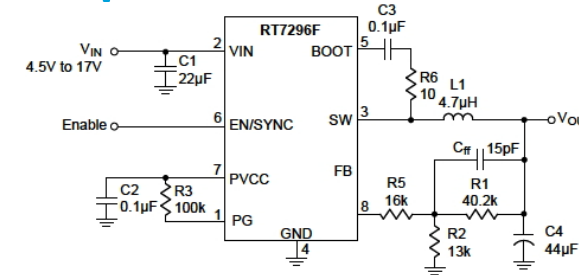 RT7296F
VIN
4.5V to 17V
C1
22μF
2
VIN
BOOT
5
C3
0.1μF
R6
10
L1
4.7μH
SW
3
Enable
6
EN/SYNC
Cff
15pF
7
PVCC
FB
C2
0.1μF
R3
100k
1
PG
8
R5
16k
R1
40.2k
R2
13k
C4
44μF
GND
4